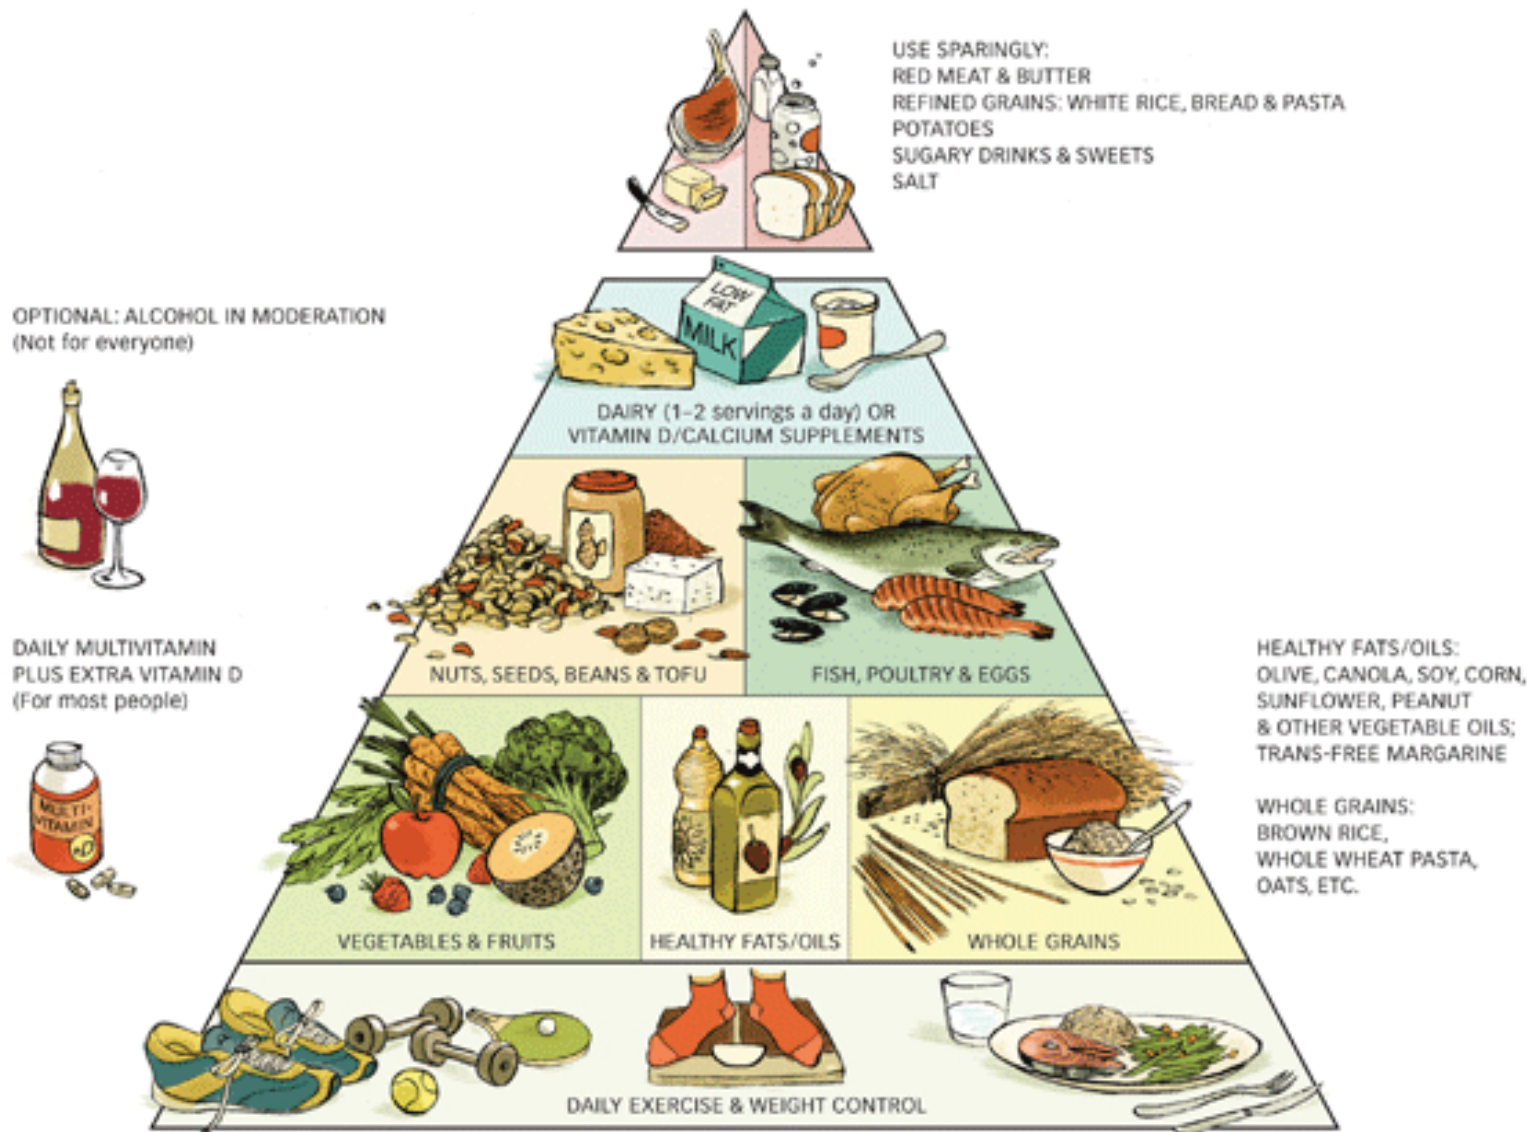 USE SPARINGLY:
RED MEAT & BUTTER
REFINED GRAINS: WHITE RICE, BREAD & PASTA
POTATOES
SUGARY DRINKS & SWEETS
SALT
OPTIONAL: ALCOHOL IN MODERATION
(Not for everyone)
LOW
FAT
MILK
DAIRY (1–2 servings a day) OR
VITAMIN D/CALCIUM SUPPLEMENTS
DAILY MULTIVITAMIN
PLUS EXTRA VITAMIN D
(For most people)
MULTI-
VITAMIN
+D
NUTS, SEEDS, BEANS & TOFU
FISH, POULTRY & EGGS
HEALTHY FATS/OILS:
OLIVE, CANOLA, SOY, CORN,
SUNFLOWER, PEANUT
& OTHER VEGETABLE OILS;
TRANS-FREE MARGARINE
WHOLE GRAINS:
BROWN RICE,
WHOLE WHEAT PASTA,
OATS, ETC.
VEGETABLES & FRUITS
HEALTHY FATS/OILS
WHOLE GRAINS
DAILY EXERCISE & WEIGHT CONTROL